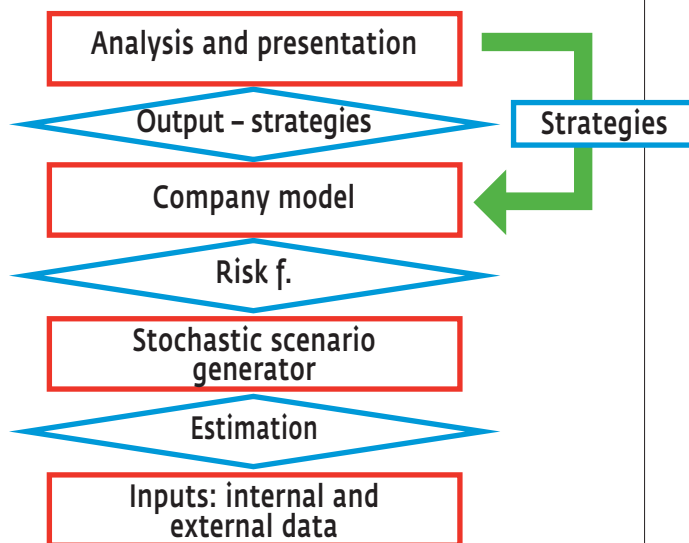 Analysis and presentation
Output – strategies
Strategies
Company model
Risk f.
Stochastic scenario
generator
Estimation
Inputs: internal and
external data